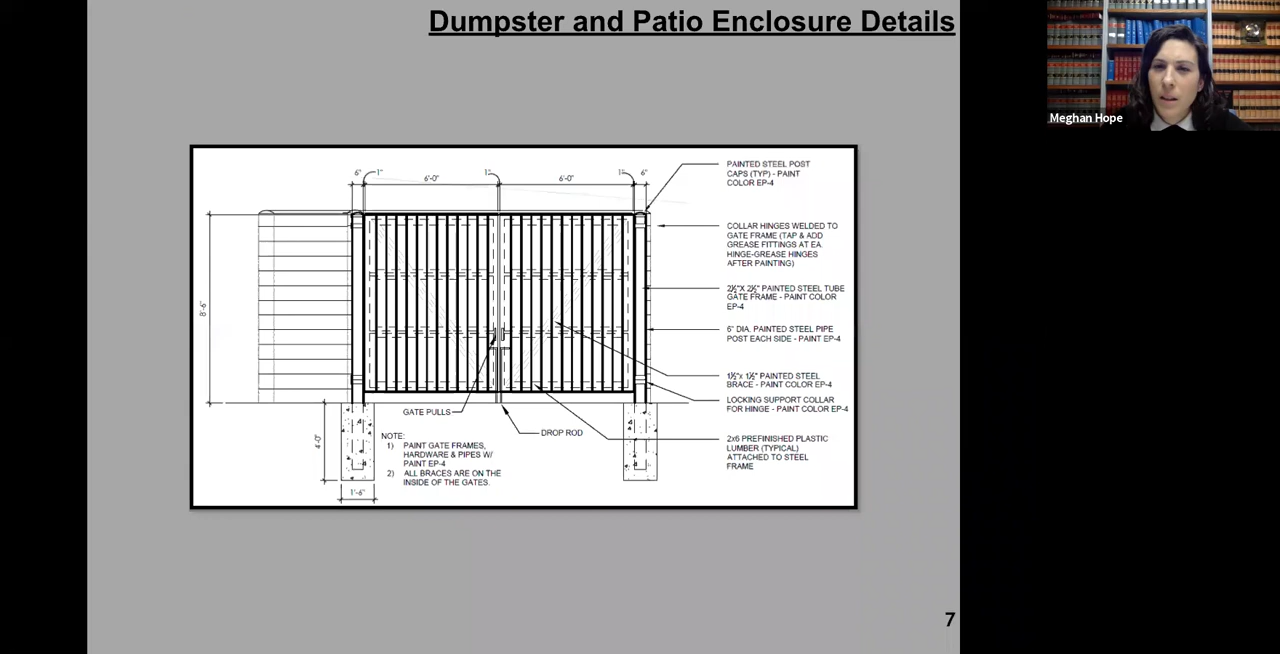 Dumpster and Patio Enclosure Details
Meghan Hope
6" 1" 6'-0" 1" 6'-0" 1" 6"
8'-6"
4'-0"
1'-6"
PAINTED STEEL POST
CAPS (TYP) - PAINT
COLOR EP-4
COLLAR HINGES WELDED TO
GATE FRAME (TAP & ADD
GREASE FITTINGS AT EA.
HINGE-GREASE HINGES
AFTER PAINTING)
2½"X 2½" PAINTED STEEL TUBE
GATE FRAME - PAINT COLOR
EP-4
6" DIA. PAINTED STEEL PIPE
POST EACH SIDE - PAINT EP-4
1½"x 1½" PAINTED STEEL
BRACE - PAINT COLOR EP-4
LOCKING SUPPORT COLLAR
FOR HINGE - PAINT COLOR EP-4
2x6 PREFINISHED PLASTIC
LUMBER (TYPICAL)
ATTACHED TO STEEL
FRAME
GATE PULLS
DROP ROD
NOTE:
1) PAINT GATE FRAMES,
HARDWARE & PIPES W/
PAINT EP-4
2) ALL BRACES ARE ON THE
INSIDE OF THE GATES.
7